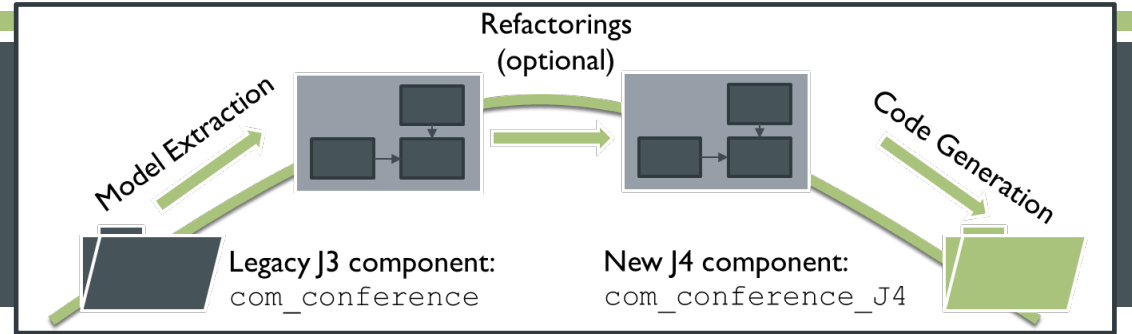 Refactorings
(optional)
Model Extraction
Code Generation
Legacy J3 component:
com_conference
New J4 component:
com_conference_J4